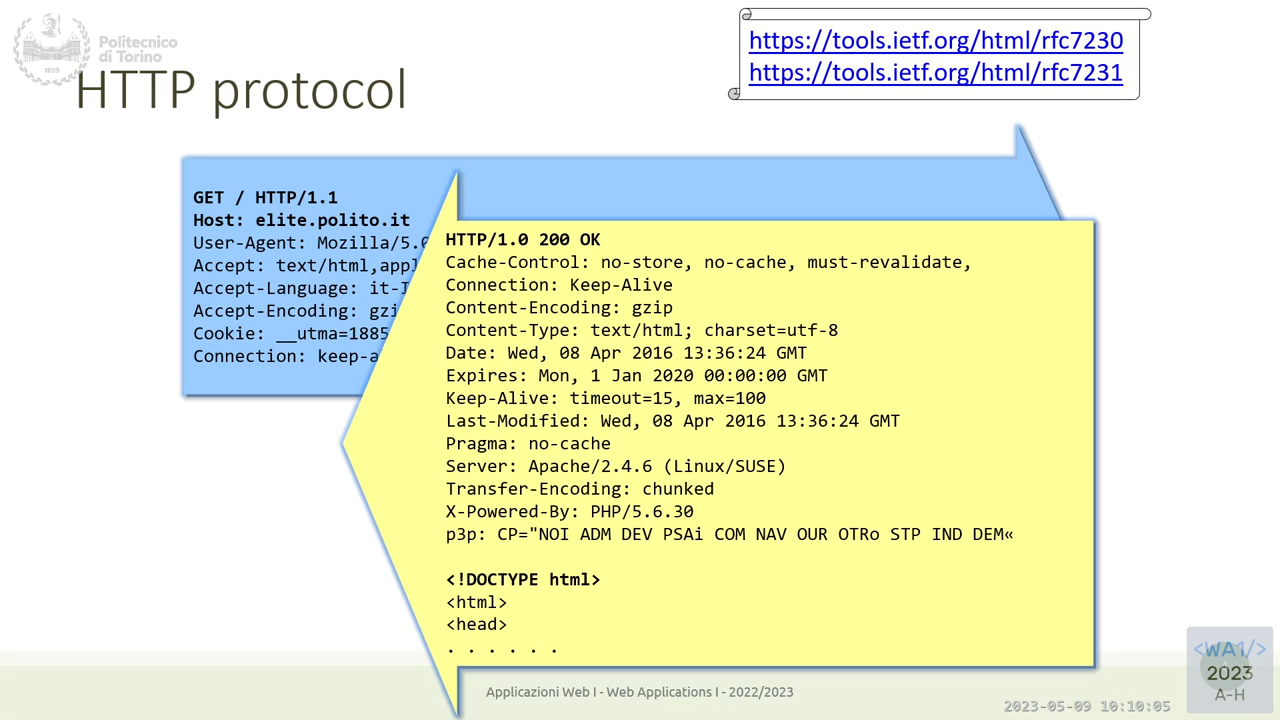 Politecnico
di Torino
1859
HTTP protocol
https://tools.ietf.org/html/rfc7230
https://tools.ietf.org/html/rfc7231
GET / HTTP/1.1
Host: elite.polito.it
User-Agent: Mozilla/5.0
Accept: text/html,appl
Accept-Language: it-I
Accept-Encoding: gzi
Cookie: __utma=1885
Connection: keep-a
HTTP/1.0 200 OK
Cache-Control: no-store, no-cache, must-revalidate,
Connection: Keep-Alive
Content-Encoding: gzip
Content-Type: text/html; charset=utf-8
Date: Wed, 08 Apr 2016 13:36:24 GMT
Expires: Mon, 1 Jan 2020 00:00:00 GMT
Keep-Alive: timeout=15, max=100
Last-Modified: Wed, 08 Apr 2016 13:36:24 GMT
Pragma: no-cache
Server: Apache/2.4.6 (Linux/SUSE)
Transfer-Encoding: chunked
X-Powered-By: PHP/5.6.30
p3p: CP="NOI ADM DEV PSAi COM NAV OUR OTRo STP IND DEM«
<!DOCTYPE html>
<html>
<head>
. . . . . .
Applicazioni Web I - Web Applications I - 2022/2023
<WA1/>
2023
A-H
2023-05-09 10:10:05